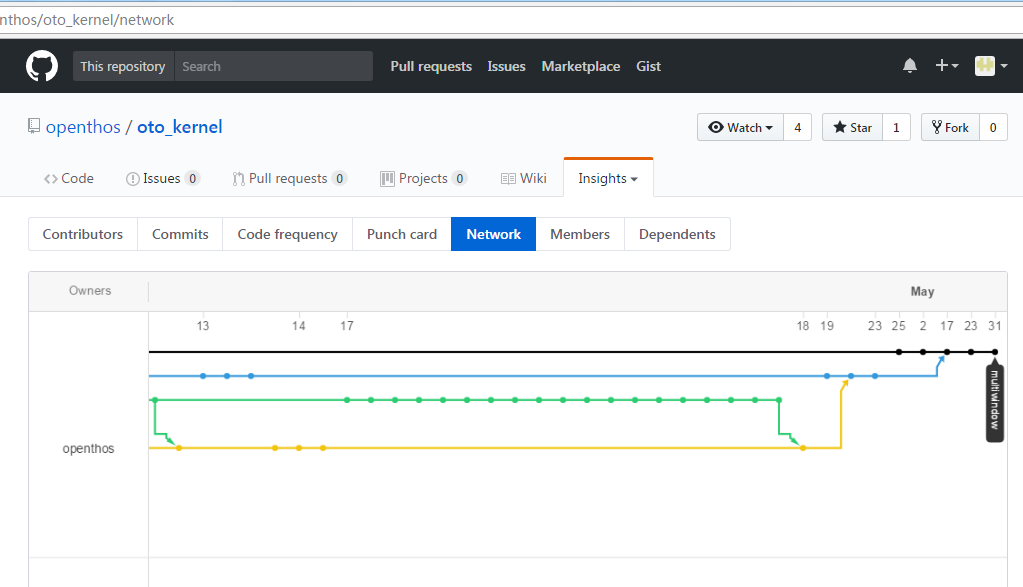 nthos/oto_kernel/network
This repository Search Pull requests Issues Marketplace Gist
openthos / oto_kernel Watch 4 Star 1 Fork 0
Code Issues 0 Pull requests 0 Projects 0 Wiki Insights
Contributors Commits Code frequency Punch card Network Members Dependents
Owners May
13 14 17 18 19 23 25 2 17 23 31
multiwindow
openthos